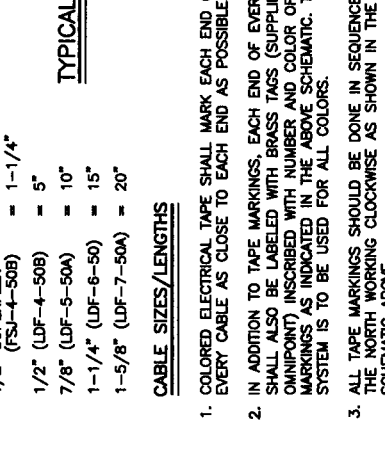 TYPICAL
= 1-1/4"
(FSJ-4-50B)
1/2" (LDF-4-50B) = 5"
7/8" (LDF-5-50A) = 10"
1-1/4" (LDF-6-50) = 15"
1-5/8" (LDF-7-50A) = 20"
CABLE SIZES/LENGTHS
1. COLORED ELECTRICAL TAPE SHALL MARK EACH END
EVERY CABLE AS CLOSE TO EACH END AS POSSIBLE
2. IN ADDITION TO TAPE MARKINGS, EACH END OF EVER
SHALL ALSO BE LABELED WITH BRASS TAGS (SUPPLI
OMNIPOINT) INSCRIBED WITH NUMBER AND COLOR OF
MARKINGS AS INDICATED IN THE ABOVE SCHEMATIC. T
SYSTEM IS TO BE USED FOR ALL COLORS.
3. ALL TAPE MARKINGS SHOULD BE DONE IN SEQUENCE
THE NORTH WORKING CLOCKWISE AS SHOWN IN THE